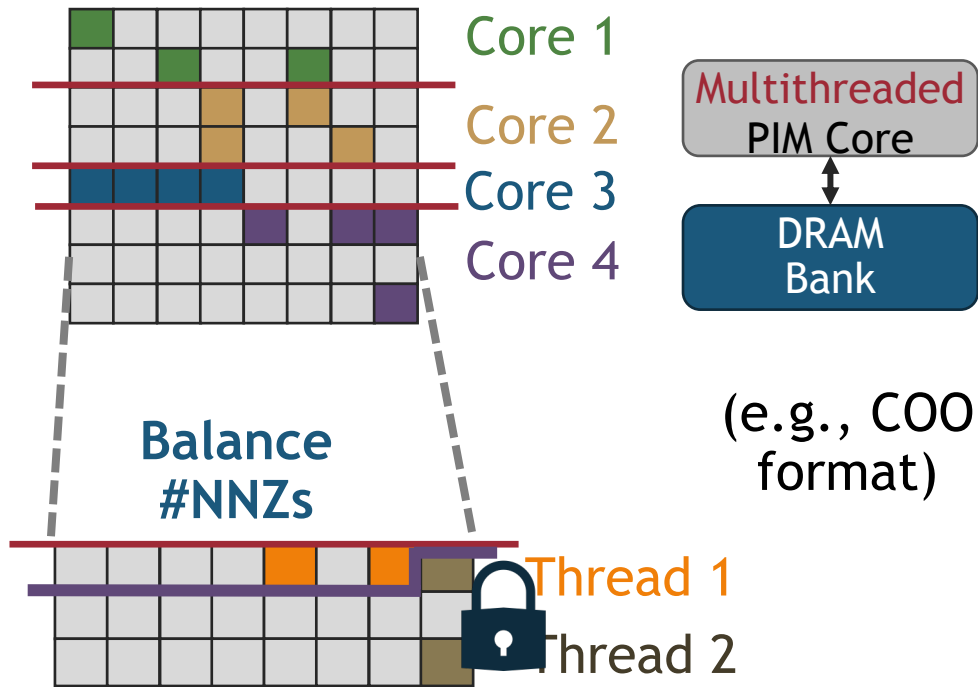 Core 1
Core 2
Core 3
Core 4
Multithreaded
PIM Core
DRAM
Bank
(e.g., COO
format)
Balance
#NNZs
Thread 1
Thread 2